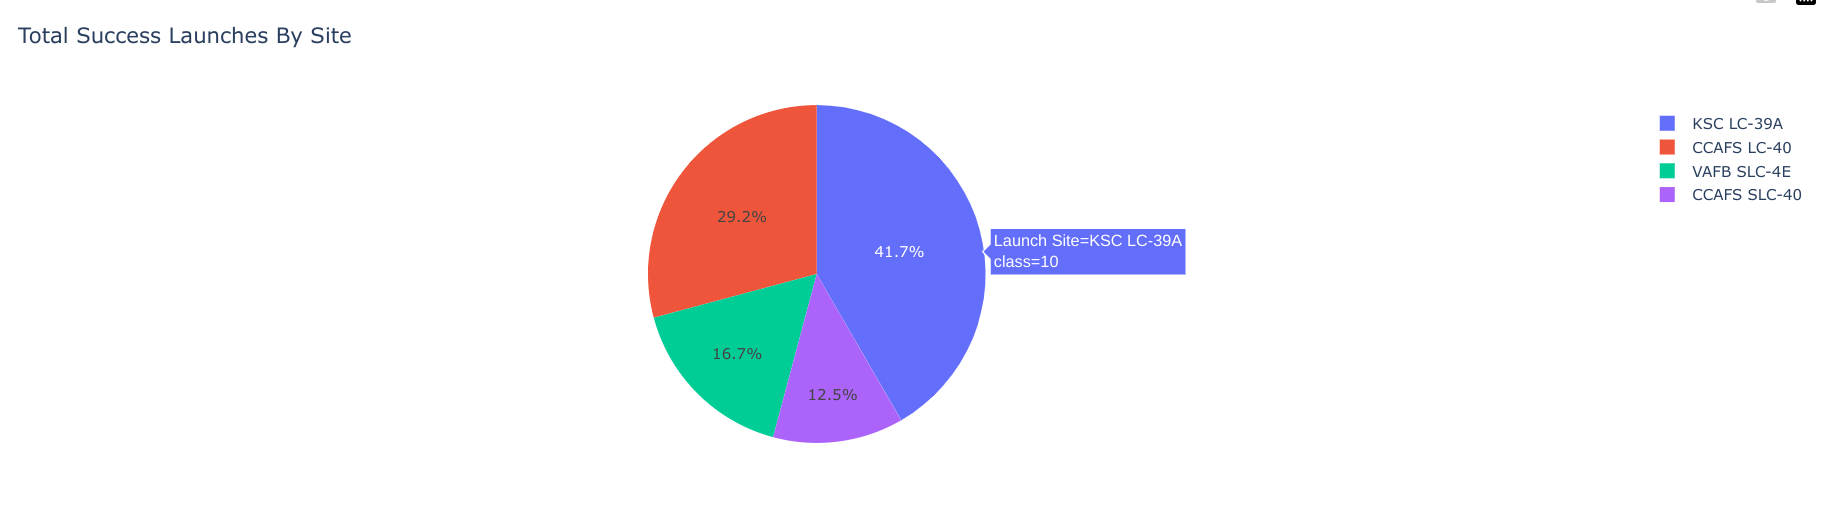 Total Success Launches By Site
KSC LC-39A
CCAFS LC-40
VAFB SLC-4E
CCAFS SLC-40
29.2%
41.7%
Launch Site=KSC LC-39A
class=10
16.7%
12.5%